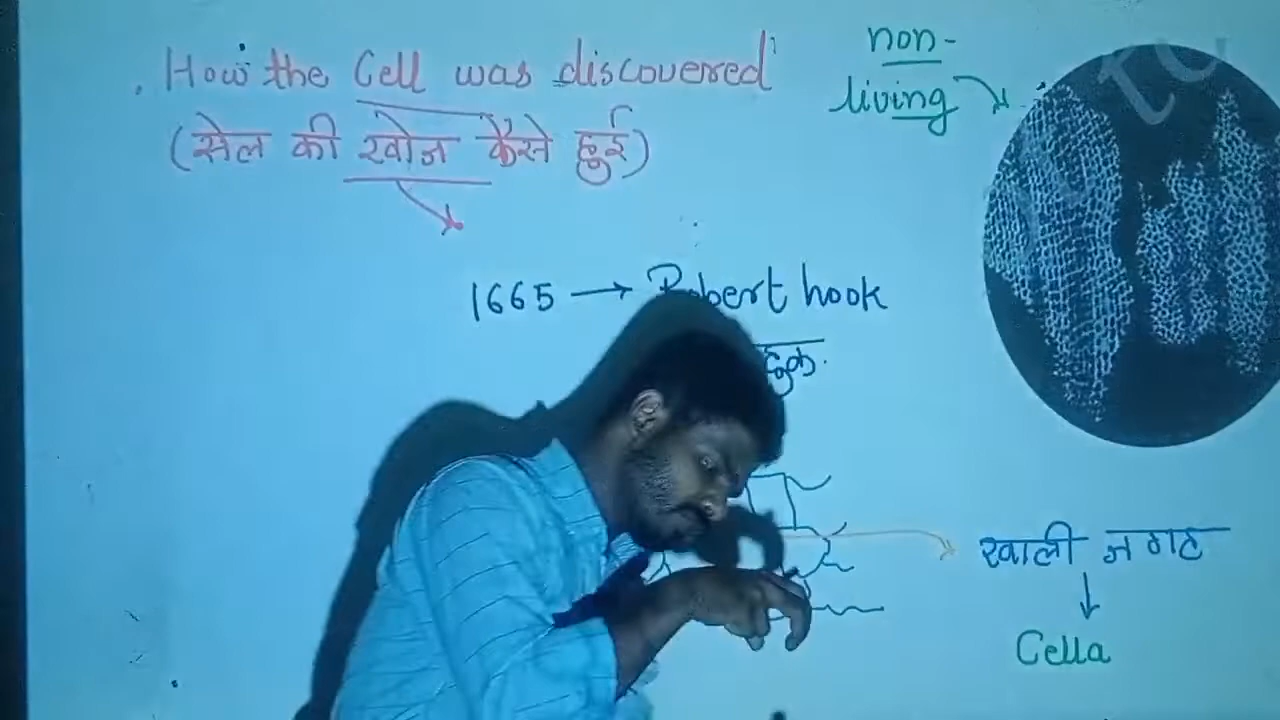 How the Cell was discovered
(सेल की खोज कैसे हुई)
non-
living
1665 → Robert hook
हुक.
खाली जगह
Cella